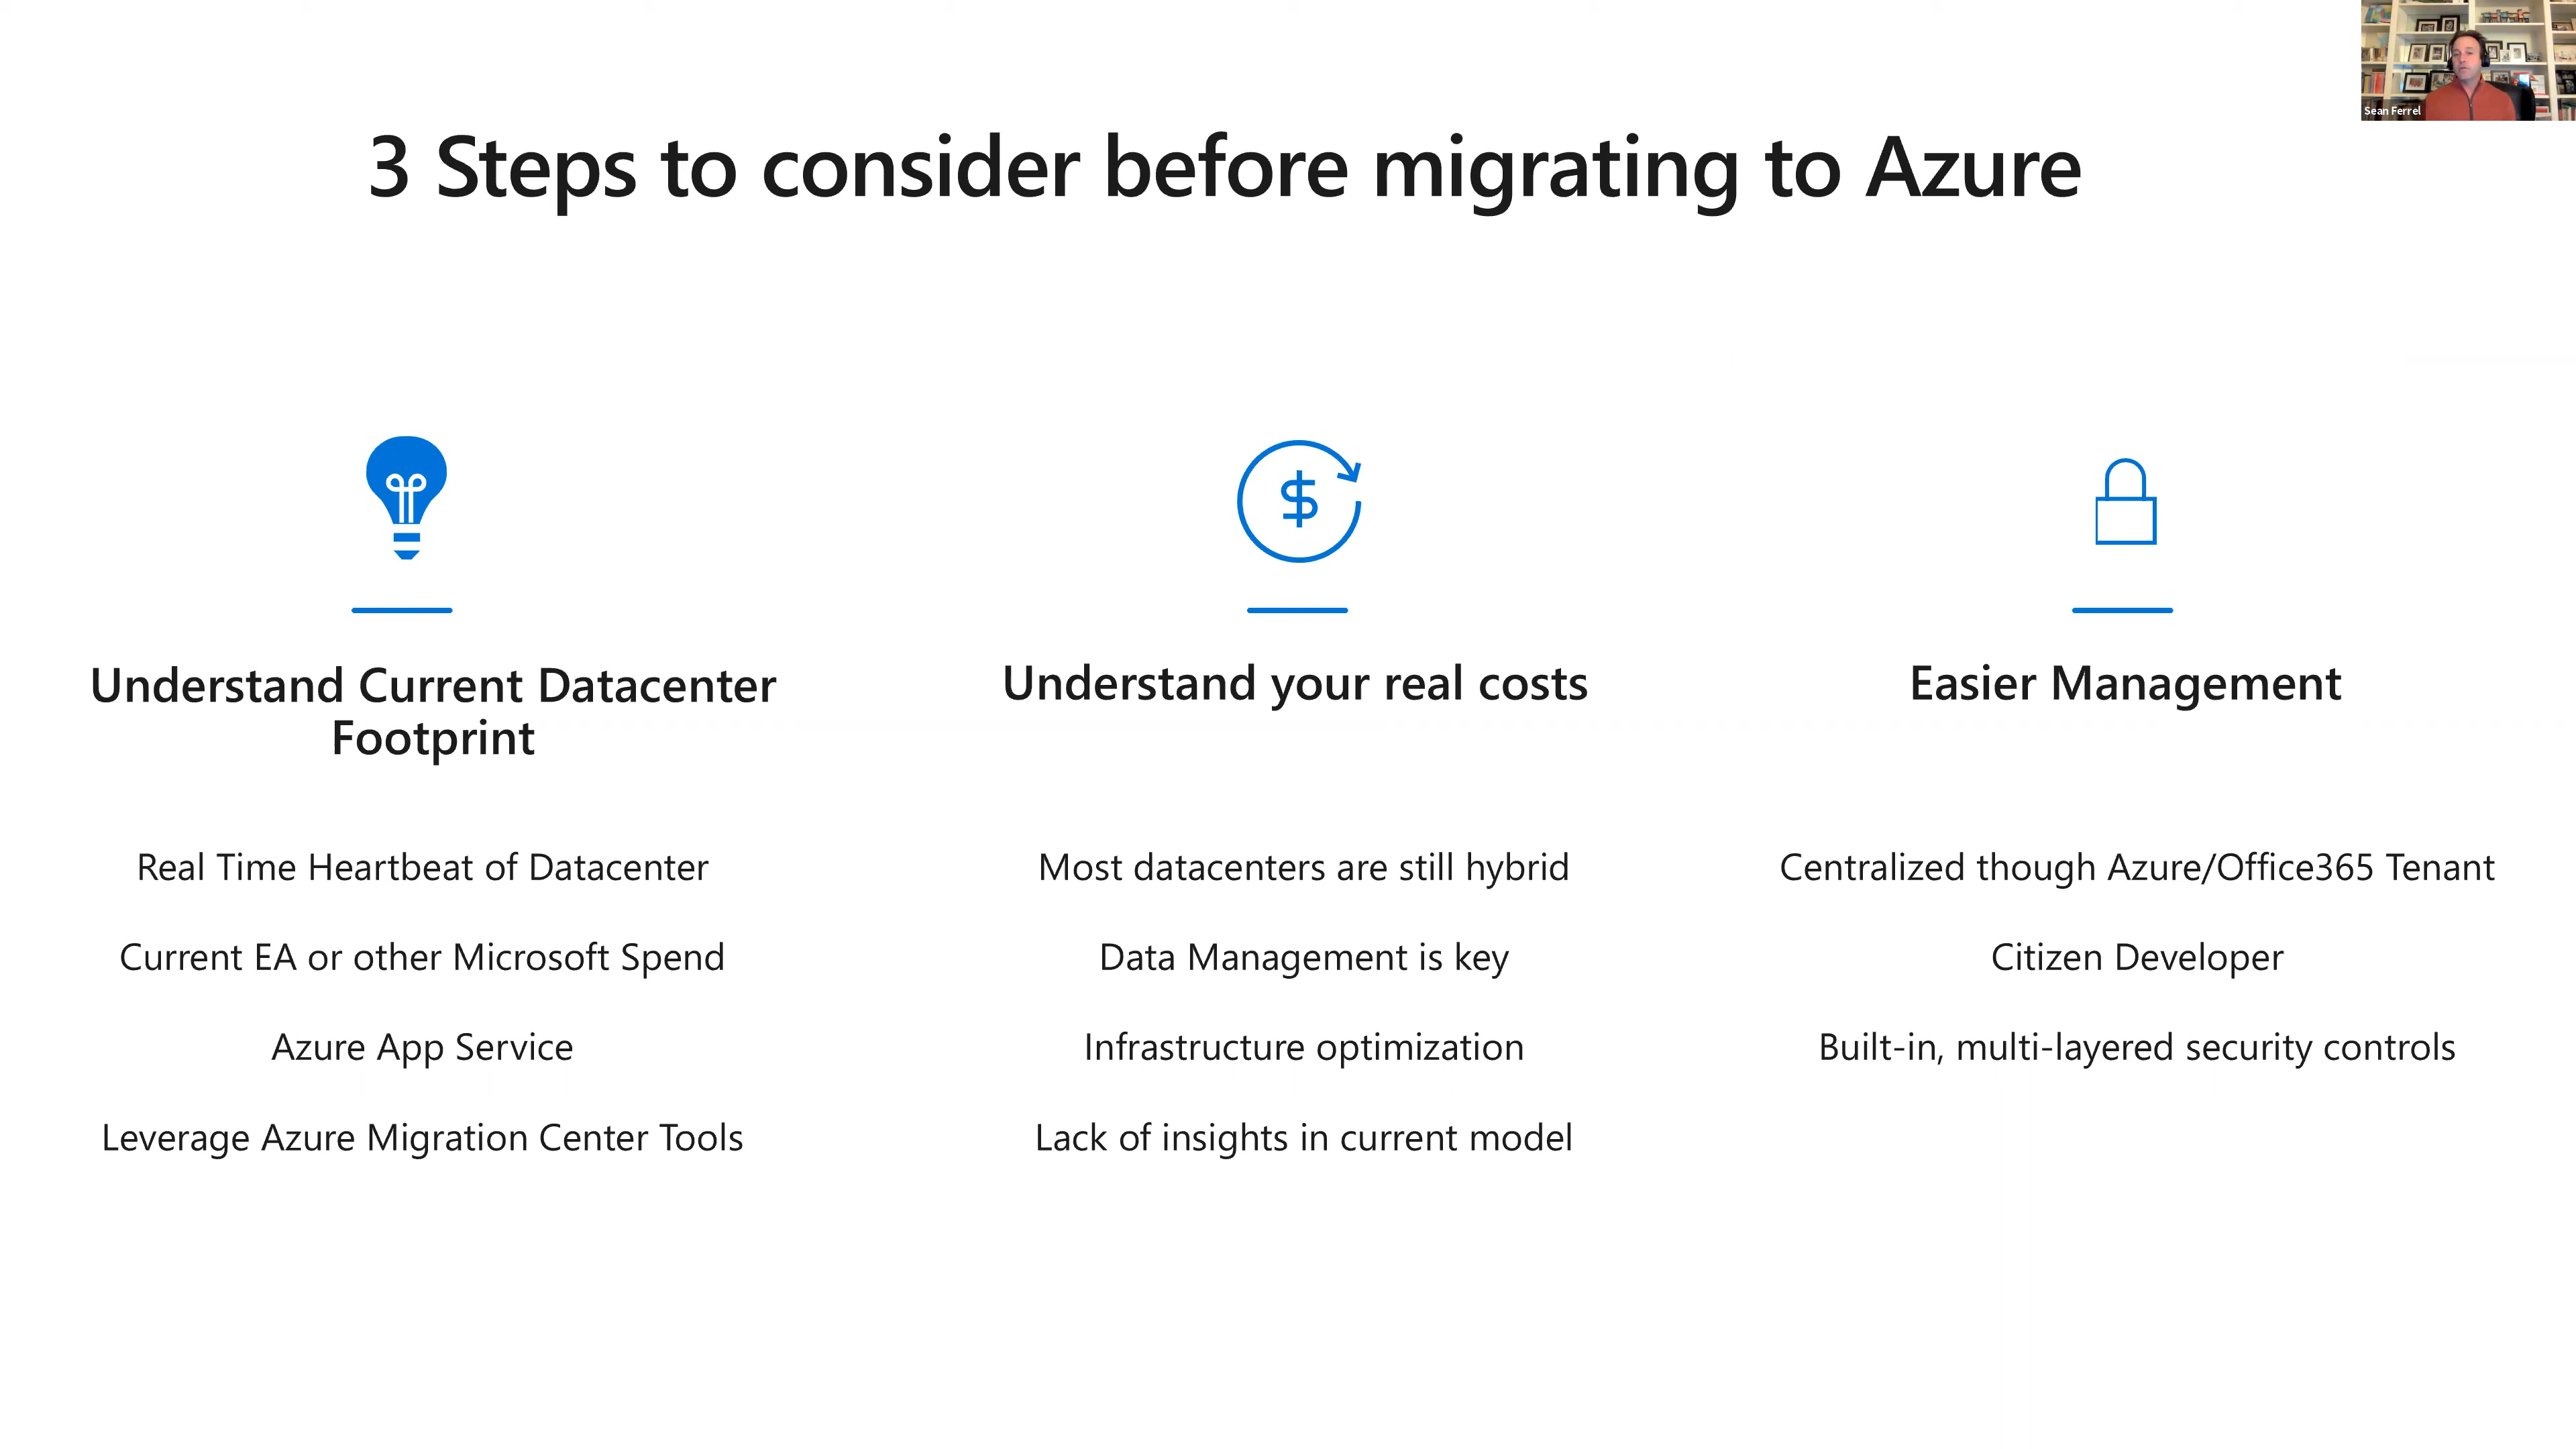 Sean Ferrel
3 Steps to consider before migrating to Azure
$
Understand Current Datacenter
Footprint
Real Time Heartbeat of Datacenter
Current EA or other Microsoft Spend
Azure App Service
Leverage Azure Migration Center Tools
Understand your real costs
Most datacenters are still hybrid
Data Management is key
Infrastructure optimization
Lack of insights in current model
Easier Management
Centralized though Azure/Office365 Tenant
Citizen Developer
Built-in, multi-layered security controls